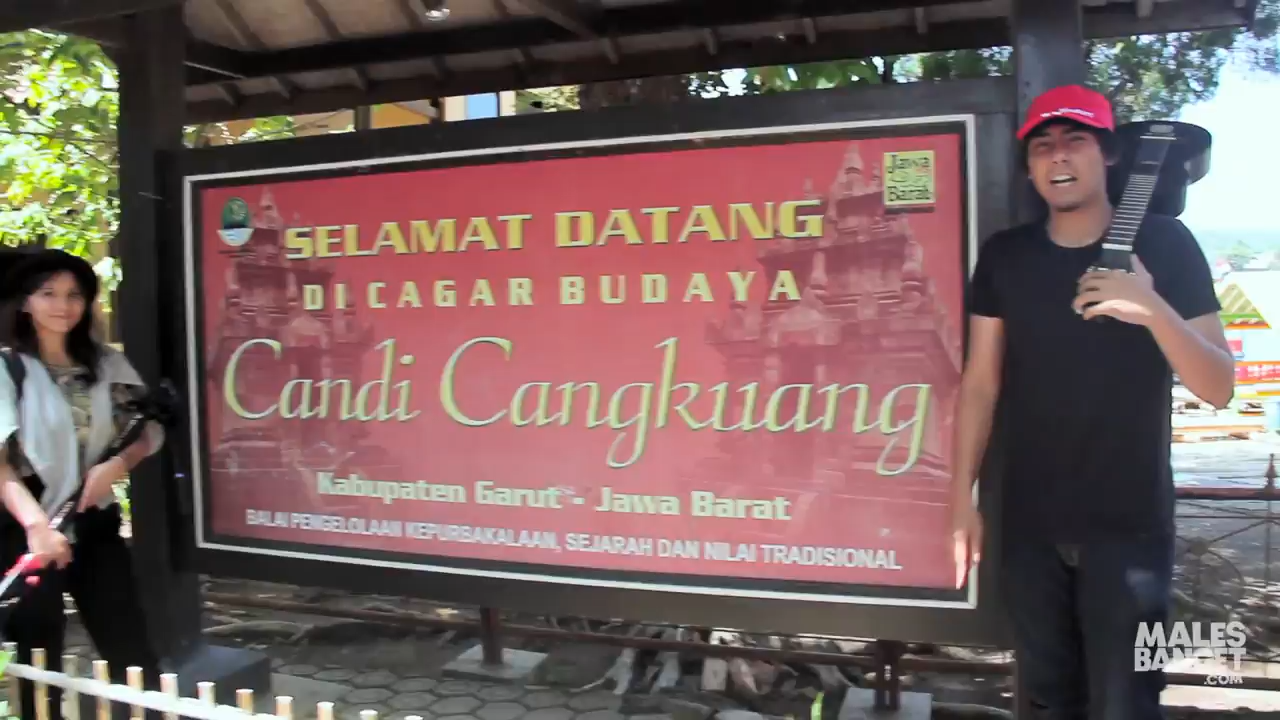 Jawa
Barat
SELAMAT DATANG
DI CAGAR BUDAYA
Candi Cangkuang
Kabupaten Garut - Jawa Barat
BALAI PENGELOLAAN KEPURBAKALAAN, SEJARAH DAN NILAI TRADISIONAL
MALES
BANGET
.COM